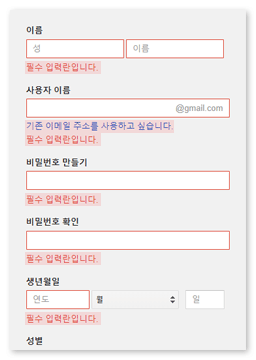 이름
성 이름
필수 입력란입니다.
사용자 이름
@gmail.com
기존 이메일 주소를 사용하고 싶습니다.
필수 입력란입니다.
비밀번호 만들기
필수 입력란입니다.
비밀번호 확인
필수 입력란입니다.
생년월일
연도 월 일
필수 입력란입니다.
성별